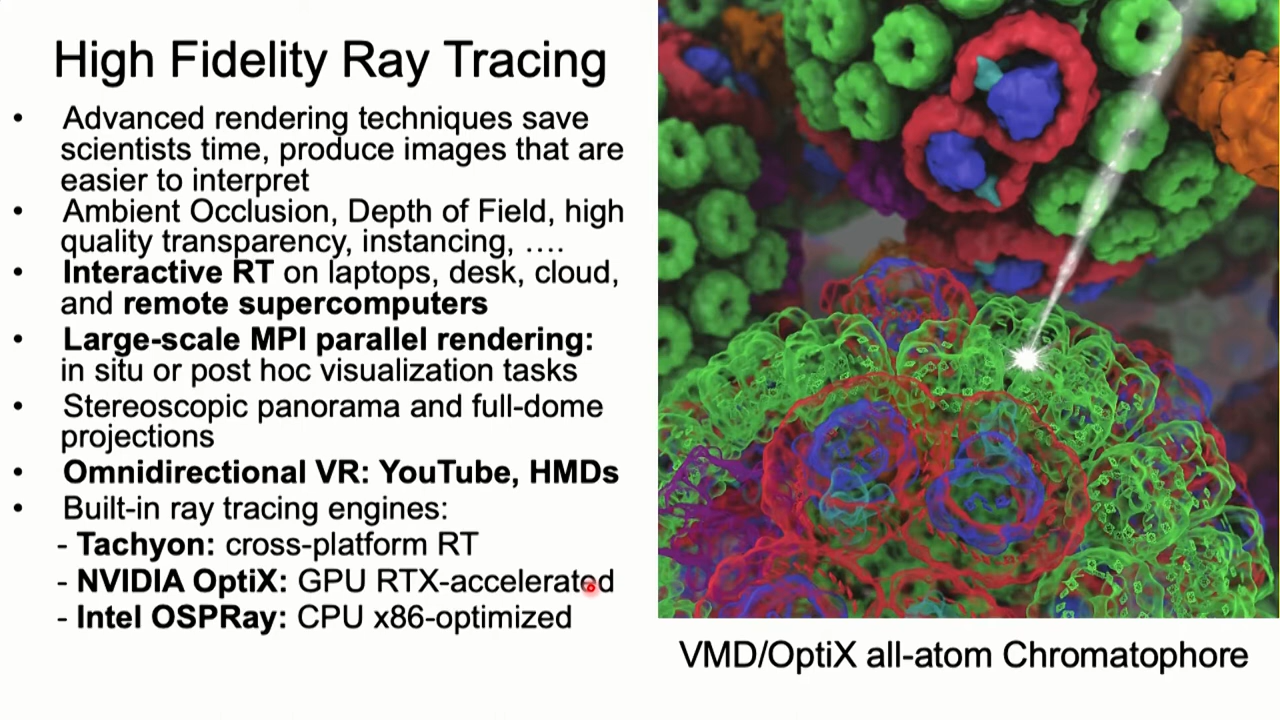 High Fidelity Ray Tracing
• Advanced rendering techniques save
scientists time, produce images that are
easier to interpret
• Ambient Occlusion, Depth of Field, high
quality transparency, instancing, ….
• Interactive RT on laptops, desk, cloud,
and remote supercomputers
• Large-scale MPI parallel rendering:
in situ or post hoc visualization tasks
• Stereoscopic panorama and full-dome
projections
• Omnidirectional VR: YouTube, HMDs
• Built-in ray tracing engines:
- Tachyon: cross-platform RT
- NVIDIA OptiX: GPU RTX-accelerated
- Intel OSPRay: CPU x86-optimized
VMD/OptiX all-atom Chromatophore